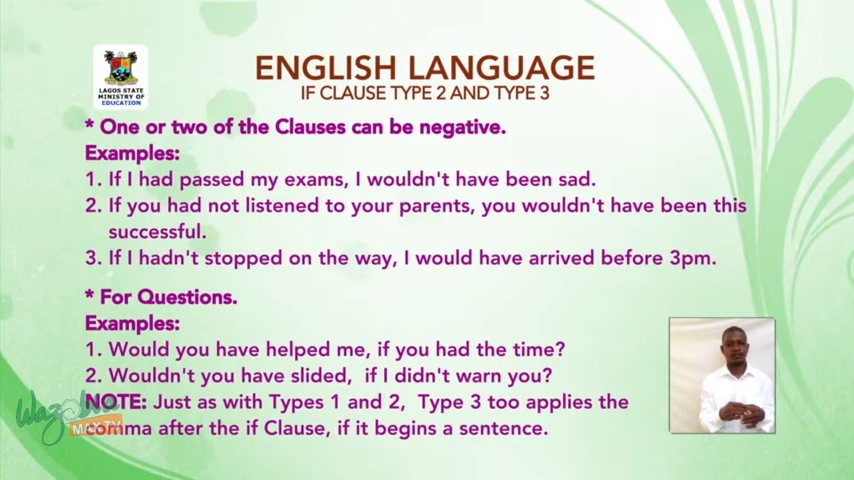 LAGOS STATE
MINISTRY OF
EDUCATION
ENGLISH LANGUAGE
IF CLAUSE TYPE 2 AND TYPE 3
* One or two of the Clauses can be negative.
Examples:
1. If I had passed my exams, I wouldn't have been sad.
2. If you had not listened to your parents, you wouldn't have been this
successful.
3. If I hadn't stopped on the way, I would have arrived before 3pm.
* For Questions.
Examples:
1. Would you have helped me, if you had the time?
2. Wouldn't you have slided,  if I didn't warn you?
NOTE: Just as with Types 1 and 2,  Type 3 too applies the
comma after the if Clause, if it begins a sentence.
Wazobia
MAX TV